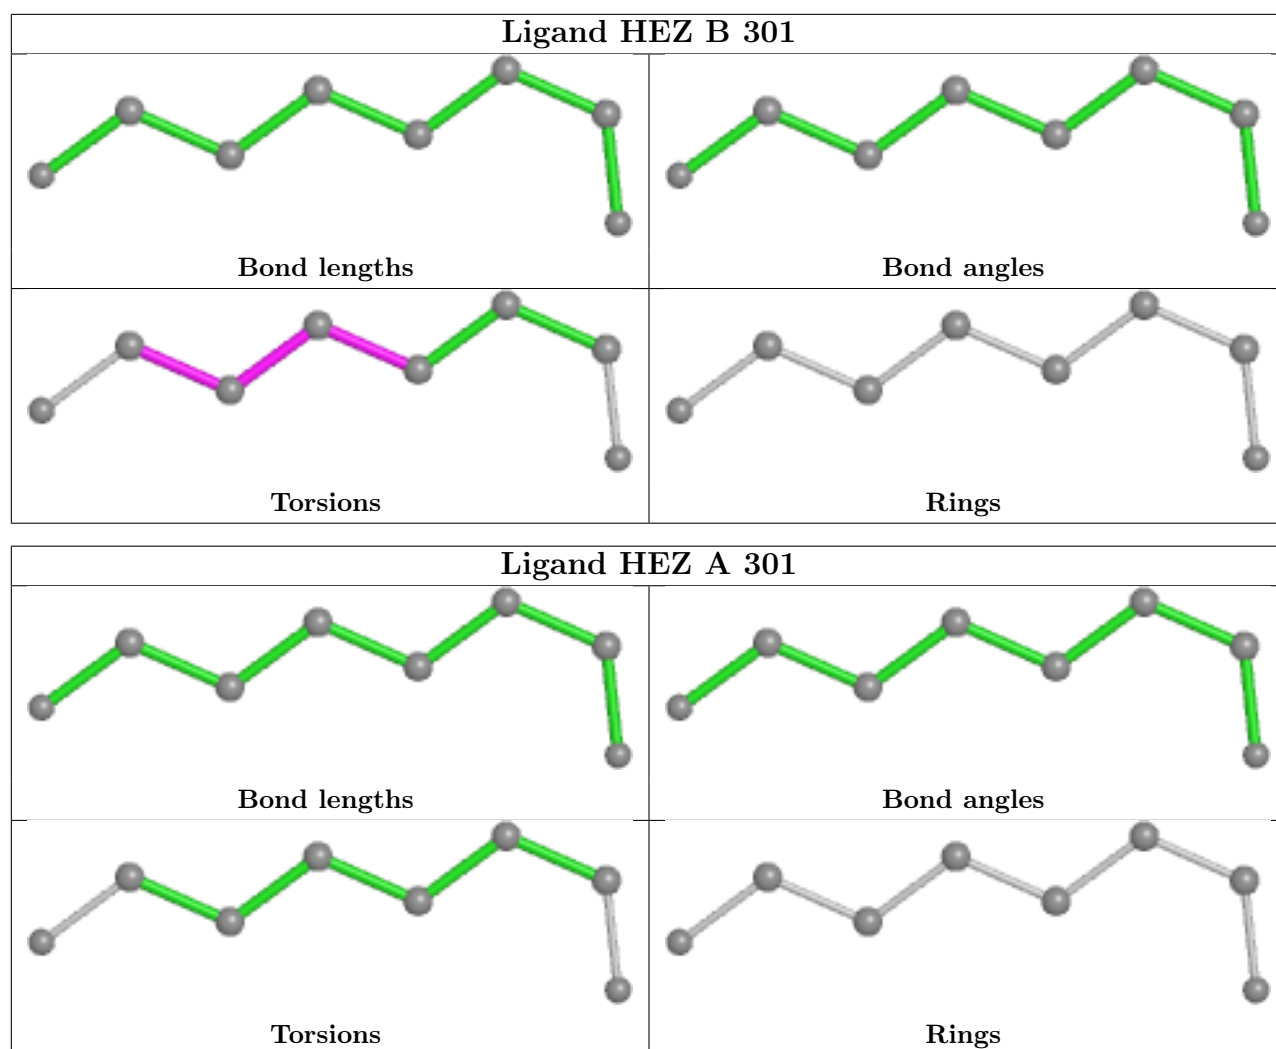 Ligand HEZ B 301
Bond lengths
Bond angles
Torsions
Rings
Ligand HEZ A 301
Bond lengths
Bond angles
Torsions
Rings